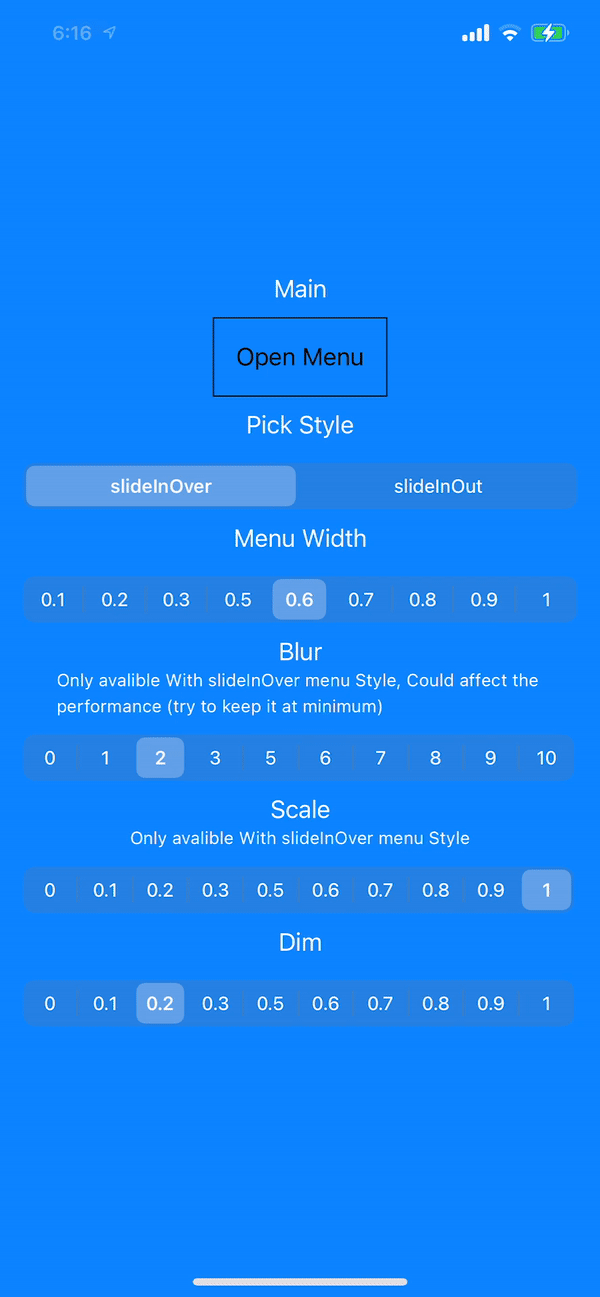 6:16
Main
Open Menu
Pick Style
slideInOver slideInOut
Menu Width
0.1 0.2 0.3 0.5 0.6 0.7 0.8 0.9 1
Blur
Only avalible With slideInOver menu Style, Could affect the
performance (try to keep it at minimum)
0 1 2 3 5 6 7 8 9 10
Scale
Only avalible With slideInOver menu Style
0 0.1 0.2 0.3 0.5 0.6 0.7 0.8 0.9 1
Dim
0 0.1 0.2 0.3 0.5 0.6 0.7 0.8 0.9 1